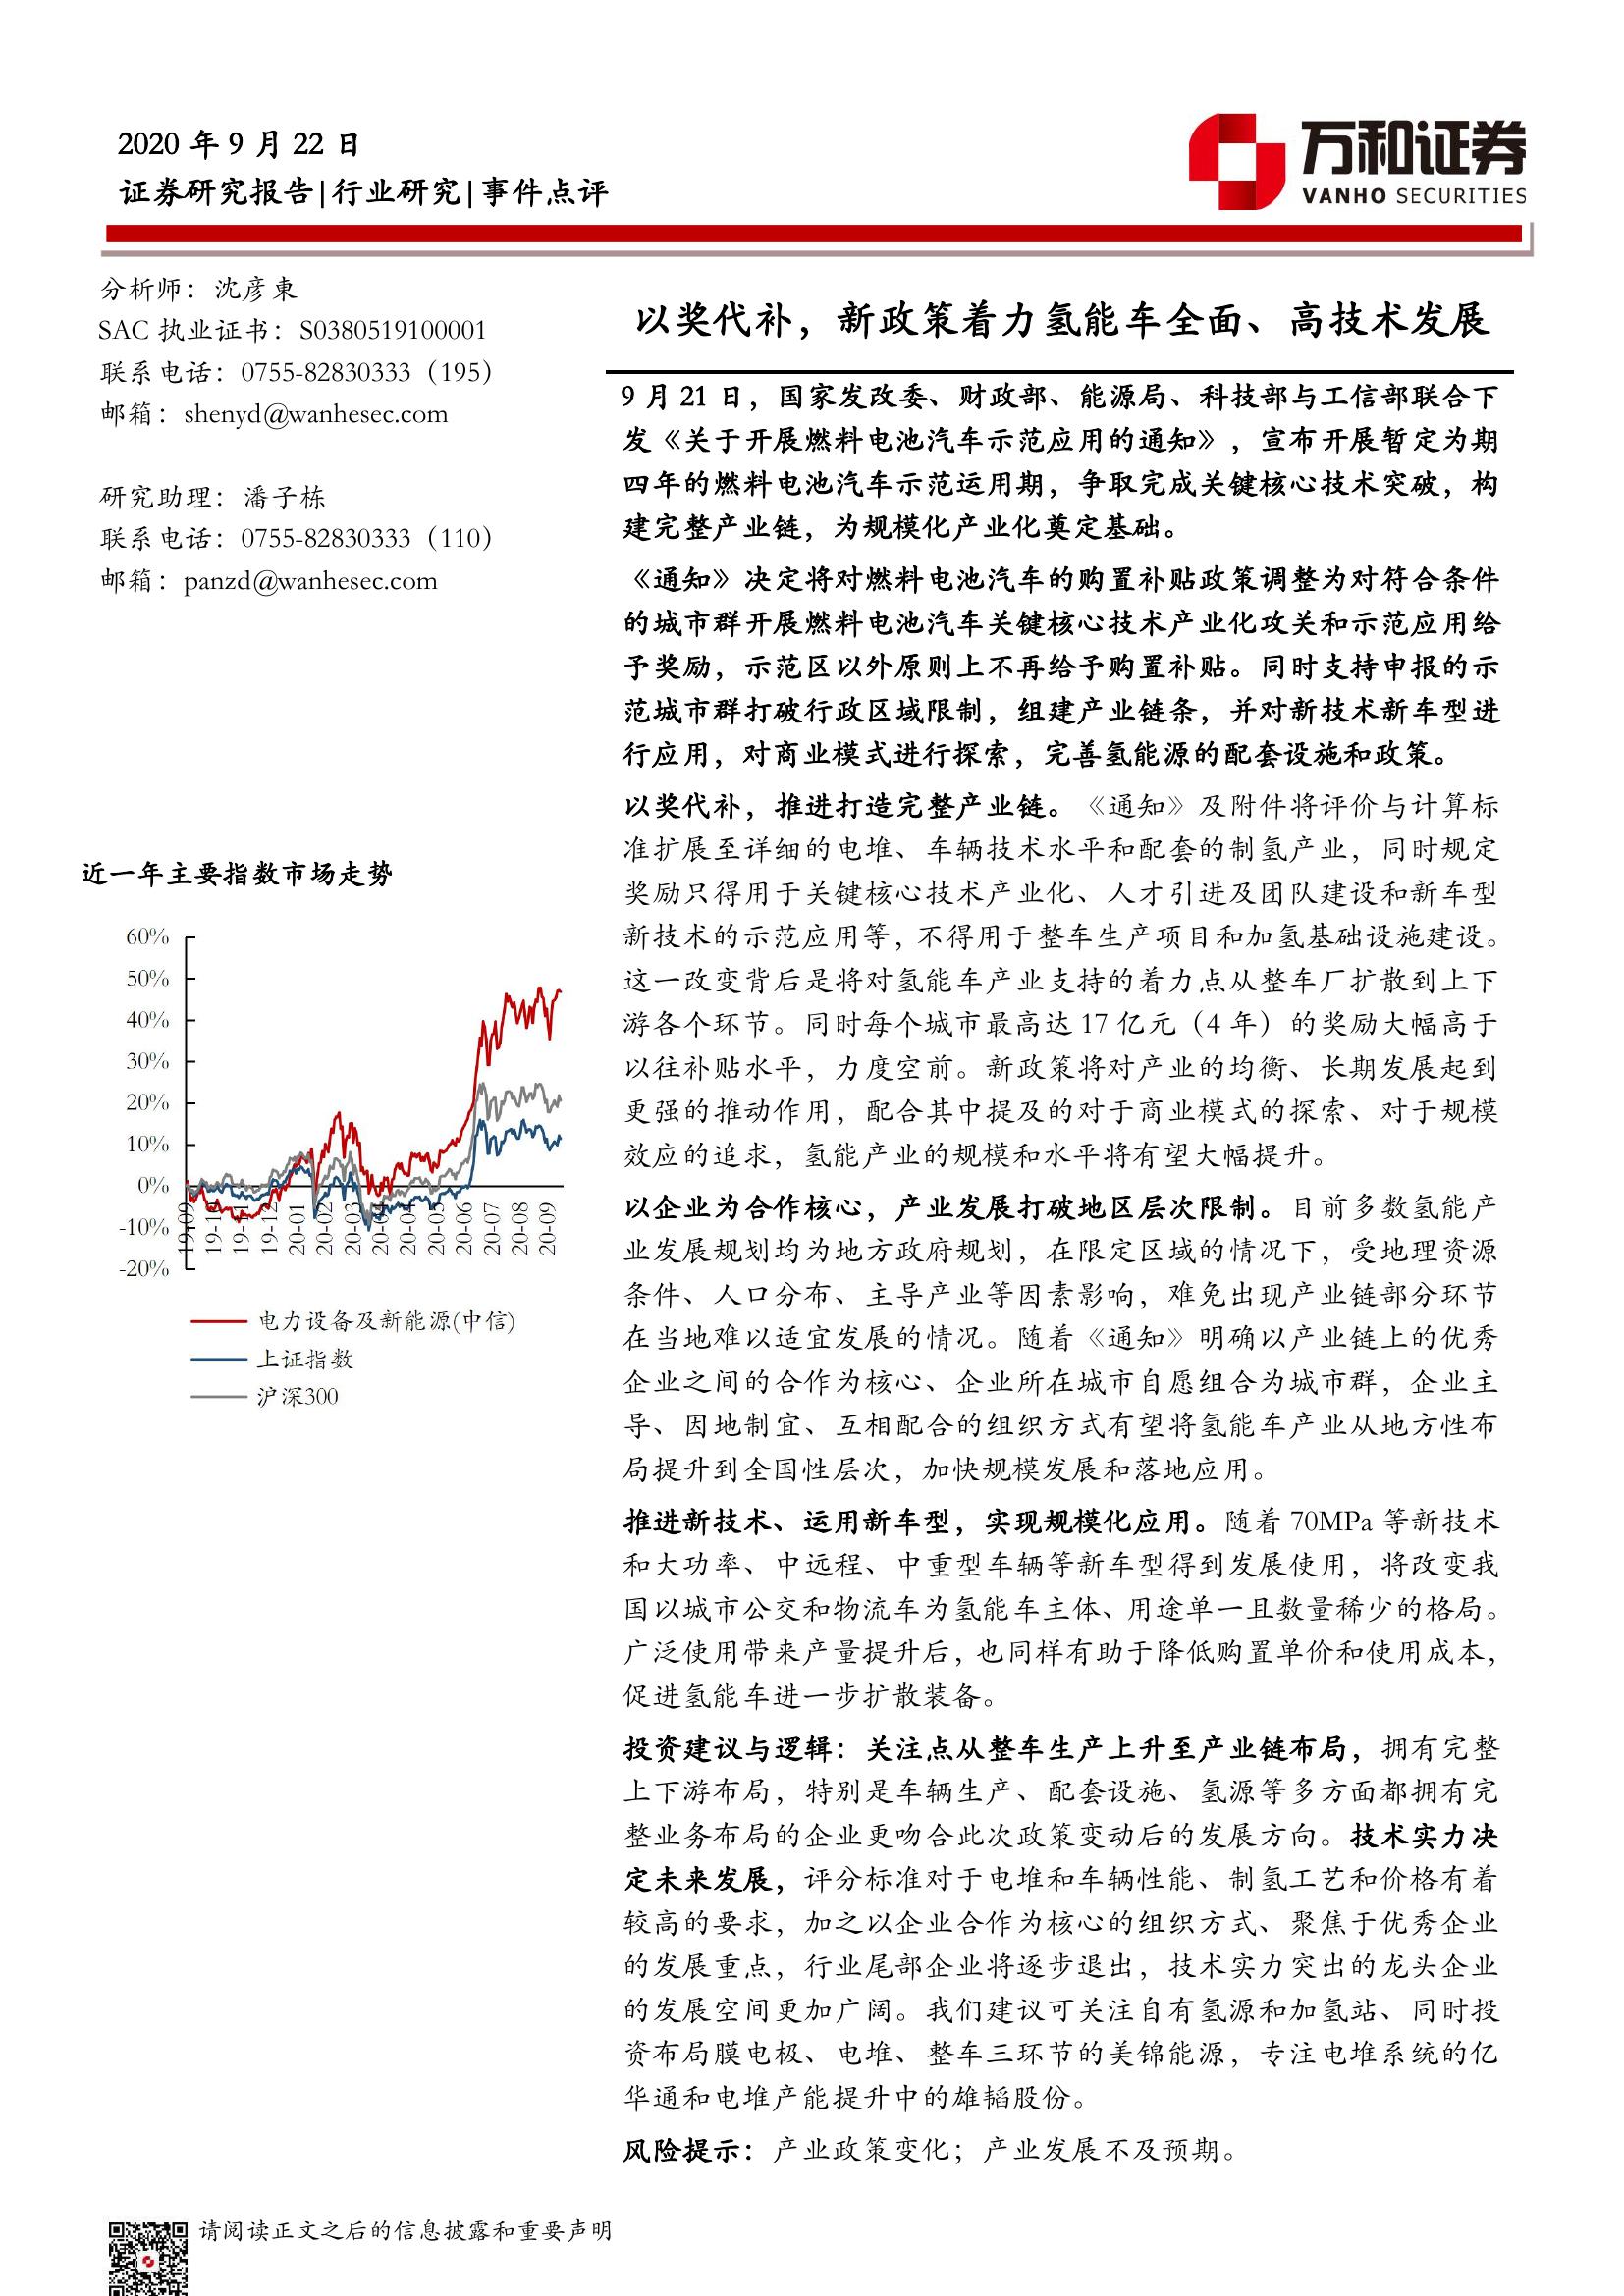 2020 年 9 月 22 日
证券研究报告|行业研究|事件点评
万和证券
VANHO SECURITIES
分析师：沈彦東
SAC 执业证书：S0380519100001
联系电话：0755-82830333（195）
邮箱：shenyd@wanhesec.com
研究助理：潘子栋
联系电话：0755-82830333（110）
邮箱：panzd@wanhesec.com
近一年主要指数市场走势
60%
50%
40%
30%
20%
10%
0%
-10%
-20%
19-09
19-11
19-12
20-01
20-02
20-03
20-04
20-05
20-06
20-07
20-08
20-09
电力设备及新能源(中信)
上证指数
沪深300
以奖代补，新政策着力氢能车全面、高技术发展
9 月 21 日，国家发改委、财政部、能源局、科技部与工信部联合下
发《关于开展燃料电池汽车示范应用的通知》，宣布开展暂定为期
四年的燃料电池汽车示范运用期，争取完成关键核心技术突破，构
建完整产业链，为规模化产业化奠定基础。
《通知》决定将对燃料电池汽车的购置补贴政策调整为对符合条件
的城市群开展燃料电池汽车关键核心技术产业化攻关和示范应用给
予奖励，示范区以外原则上不再给予购置补贴。同时支持申报的示
范城市群打破行政区域限制，组建产业链条，并对新技术新车型进
行应用，对商业模式进行探索，完善氢能源的配套设施和政策。
以奖代补，推进打造完整产业链。《通知》及附件将评价与计算标
准扩展至详细的电堆、车辆技术水平和配套的制氢产业，同时规定
奖励只得用于关键核心技术产业化、人才引进及团队建设和新车型
新技术的示范应用等，不得用于整车生产项目和加氢基础设施建设。
这一改变背后是将对氢能车产业支持的着力点从整车厂扩散到上下
游各个环节。同时每个城市最高达 17 亿元（4 年）的奖励大幅高于
以往补贴水平，力度空前。新政策将对产业的均衡、长期发展起到
更强的推动作用，配合其中提及的对于商业模式的探索、对于规模
效应的追求，氢能产业的规模和水平将有望大幅提升。
以企业为合作核心，产业发展打破地区层次限制。目前多数氢能产
业发展规划均为地方政府规划，在限定区域的情况下，受地理资源
条件、人口分布、主导产业等因素影响，难免出现产业链部分环节
在当地难以适宜发展的情况。随着《通知》明确以产业链上的优秀
企业之间的合作为核心、企业所在城市自愿组合为城市群，企业主
导、因地制宜、互相配合的组织方式有望将氢能车产业从地方性布
局提升到全国性层次，加快规模发展和落地应用。
推进新技术、运用新车型，实现规模化应用。随着 70MPa 等新技术
和大功率、中远程、中重型车辆等新车型得到发展使用，将改变我
国以城市公交和物流车为氢能车主体、用途单一且数量稀少的格局。
广泛使用带来产量提升后，也同样有助于降低购置单价和使用成本，
促进氢能车进一步扩散装备。
投资建议与逻辑：关注点从整车生产上升至产业链布局，拥有完整
上下游布局，特别是车辆生产、配套设施、氢源等多方面都拥有完
整业务布局的企业更吻合此次政策变动后的发展方向。技术实力决
定未来发展，评分标准对于电堆和车辆性能、制氢工艺和价格有着
较高的要求，加之以企业合作为核心的组织方式、聚焦于优秀企业
的发展重点，行业尾部企业将逐步退出，技术实力突出的龙头企业
的发展空间更加广阔。我们建议可关注自有氢源和加氢站、同时投
资布局膜电极、电堆、整车三环节的美锦能源，专注电堆系统的亿
华通和电堆产能提升中的雄韬股份。
风险提示：产业政策变化；产业发展不及预期。
请阅读正文之后的信息披露和重要声明